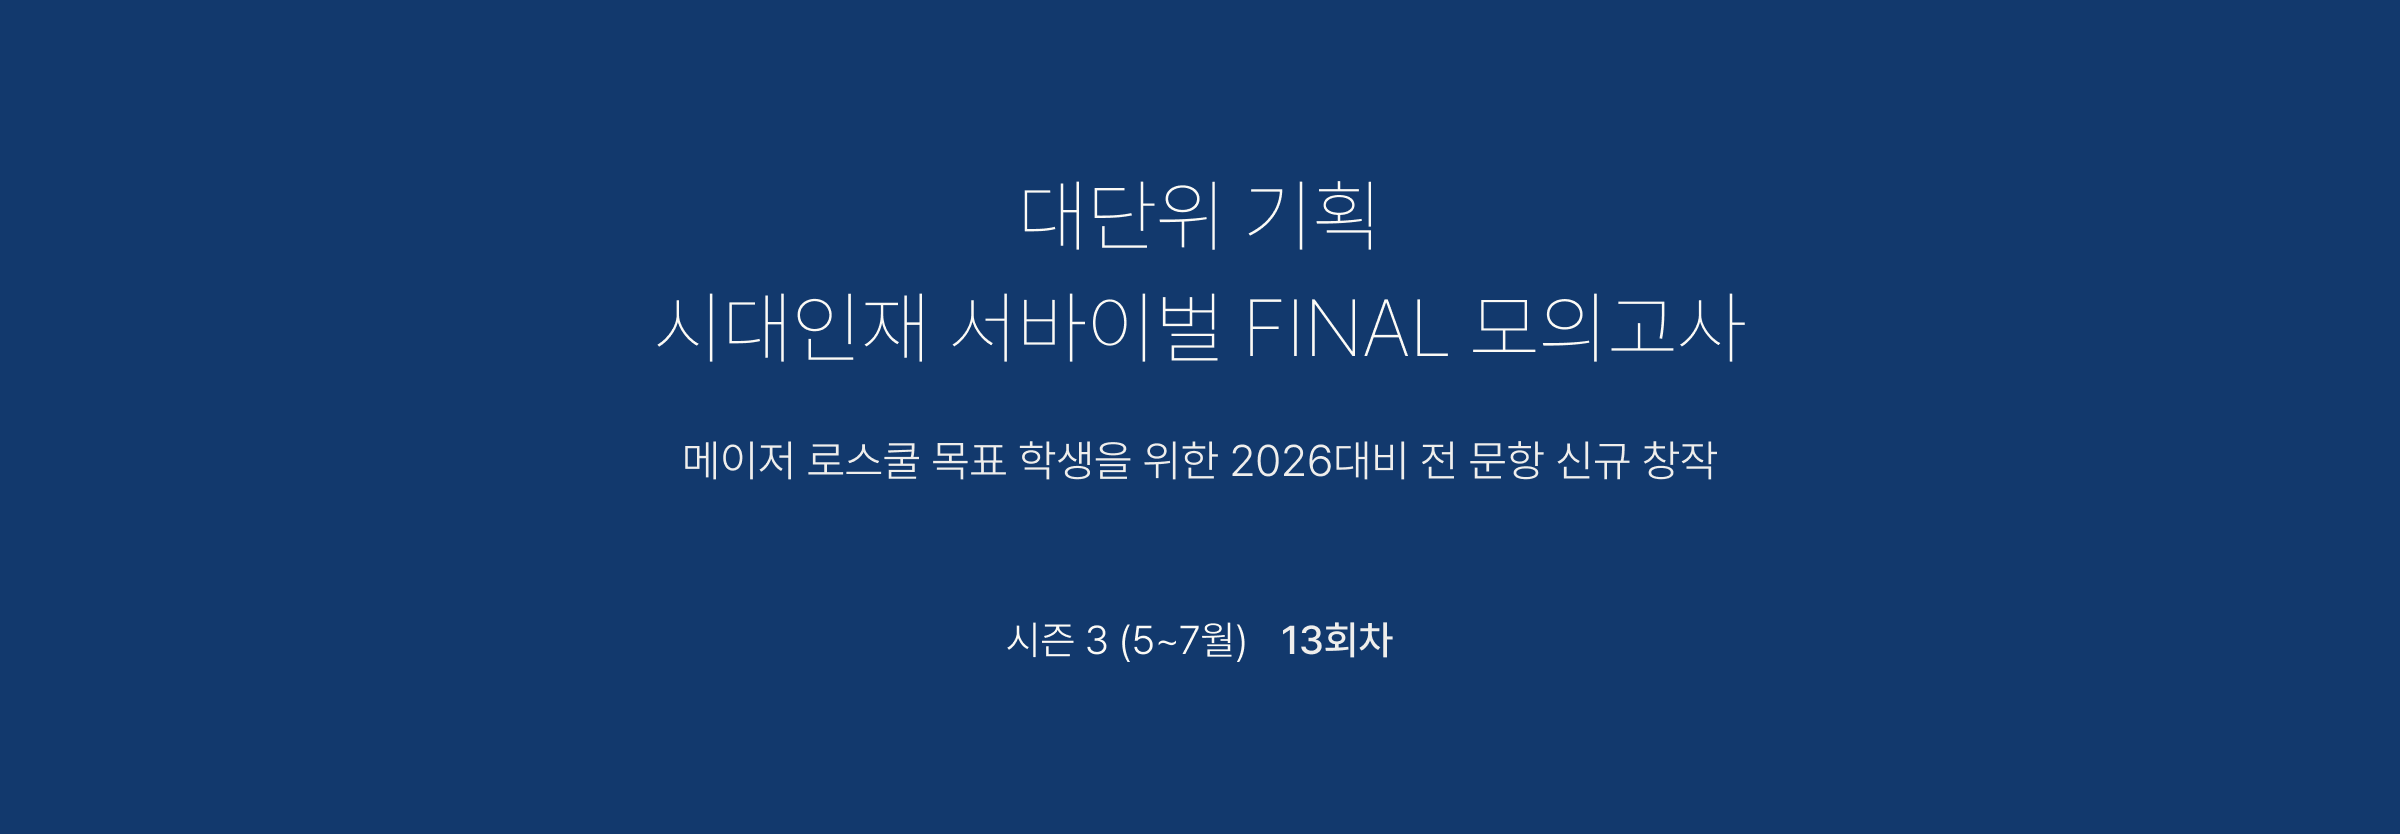 대단위 기획
시대인재 서바이벌 FINAL 모의고사
메이저 로스쿨 목표 학생을 위한 2026대비 전 문항 신규 창작
시즌 3 (5~7월) 13회차